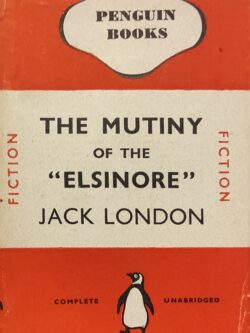 PENGUIN
BOOKS
THE MUTINY
OF THE
"ELSINORE"
JACK LONDON
FICTION
FICTION
COMPLETE
UNABRIDGED